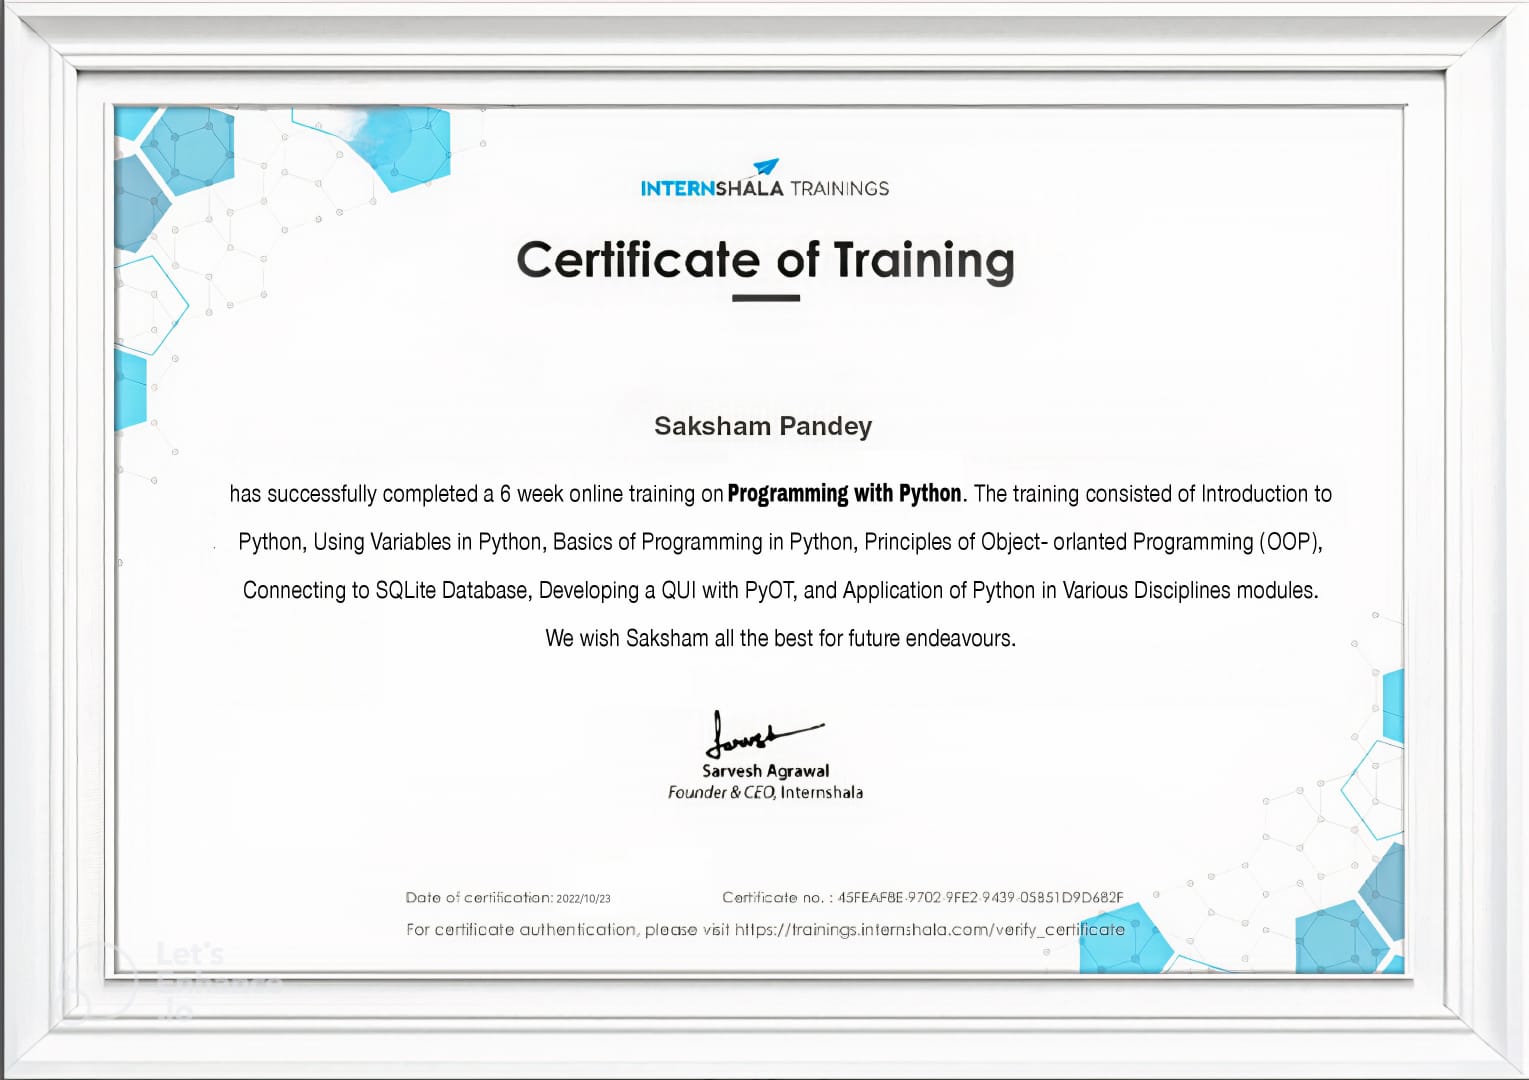 INTERNSHALA TRAININGS
Certificate of Training
Saksham Pandey
has successfully completed a 6 week online training on Programming with Python. The training consisted of Introduction to
Python, Using Variables in Python, Basics of Programming in Python, Principles of Object- orlanted Programming (OOP),
Connecting to SQLite Database, Developing a QUI with PyOT, and Application of Python in Various Disciplines modules.
We wish Saksham all the best for future endeavours.
Sarvesh Agrawal
Founder & CEO, Internshala
Date of certification: 2022/10/23 Certificate no. : 45FEAF8E-9702-9FE2-9439-05851D9D682F
For certificate authentication, please visit https://trainings.internshala.com/verify_certificate
Let's
Enhance
.io